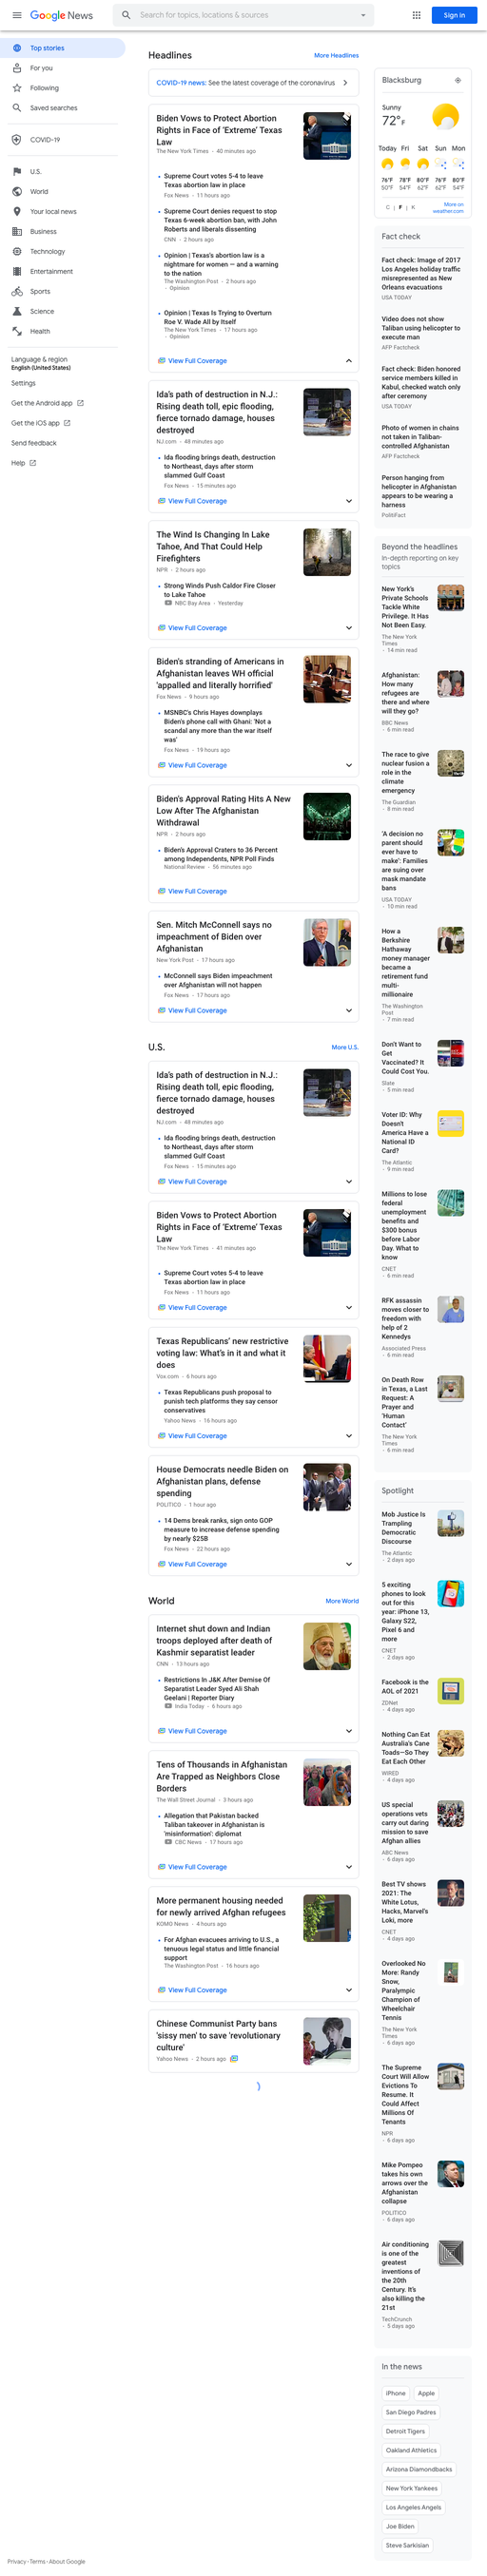 Google News
Search for topics, locations & sources
Sign in
Top stories
For you
Following
Saved searches
COVID-19
U.S.
World
Your local news
Business
Technology
Entertainment
Sports
Science
Health
Language & region
English (United States)
Settings
Get the Android app
Get the iOS app
Send feedback
Help
Headlines
More Headlines
COVID-19 news: See the latest coverage of the coronavirus
Biden Vows to Protect Abortion
Rights in Face of 'Extreme' Texas
Law
The New York Times · 40 minutes ago
Supreme Court votes 5-4 to leave
Texas abortion law in place
Fox News · 11 hours ago
Supreme Court denies request to stop
Texas 6-week abortion ban, with John
Roberts and liberals dissenting
CNN · 2 hours ago
Opinion | Texas's abortion law is a
nightmare for women — and a warning
to the nation
The Washington Post · 2 hours ago
· Opinion
Opinion | Texas Is Trying to Overturn
Roe V. Wade All by Itself
The New York Times · 17 hours ago
· Opinion
View Full Coverage
Ida's path of destruction in N.J.:
Rising death toll, epic flooding,
fierce tornado damage, houses
destroyed
NJ.com · 48 minutes ago
Ida flooding brings death, destruction
to Northeast, days after storm
slammed Gulf Coast
Fox News · 15 minutes ago
View Full Coverage
The Wind Is Changing In Lake
Tahoe, And That Could Help
Firefighters
NPR · 2 hours ago
Strong Winds Push Caldor Fire Closer
to Lake Tahoe
NBC Bay Area · Yesterday
View Full Coverage
Biden's stranding of Americans in
Afghanistan leaves WH official
'appalled and literally horrified'
Fox News · 9 hours ago
MSNBC's Chris Hayes downplays
Biden's phone call with Ghani: 'Not a
scandal any more than the war itself
was'
Fox News · 19 hours ago
View Full Coverage
Biden's Approval Rating Hits A New
Low After The Afghanistan
Withdrawal
NPR · 2 hours ago
Biden's Approval Craters to 36 Percent
among Independents, NPR Poll Finds
National Review · 56 minutes ago
View Full Coverage
Sen. Mitch McConnell says no
impeachment of Biden over
Afghanistan
New York Post · 17 hours ago
McConnell says Biden impeachment
over Afghanistan will not happen
Fox News · 17 hours ago
View Full Coverage
U.S.
More U.S.
Ida's path of destruction in N.J.:
Rising death toll, epic flooding,
fierce tornado damage, houses
destroyed
NJ.com · 48 minutes ago
Ida flooding brings death, destruction
to Northeast, days after storm
slammed Gulf Coast
Fox News · 15 minutes ago
View Full Coverage
Biden Vows to Protect Abortion
Rights in Face of 'Extreme' Texas
Law
The New York Times · 41 minutes ago
Supreme Court votes 5-4 to leave
Texas abortion law in place
Fox News · 11 hours ago
View Full Coverage
Texas Republicans' new restrictive
voting law: What's in it and what it
does
Vox.com · 6 hours ago
Texas Republicans push proposal to
punish tech platforms they say censor
conservatives
Yahoo News · 16 hours ago
View Full Coverage
House Democrats needle Biden on
Afghanistan plans, defense
spending
POLITICO · 1 hour ago
14 Dems break ranks, sign onto GOP
measure to increase defense spending
by nearly $25B
Fox News · 22 hours ago
View Full Coverage
World
More World
Internet shut down and Indian
troops deployed after death of
Kashmir separatist leader
CNN · 13 hours ago
Restrictions In J&K After Demise Of
Separatist Leader Syed Ali Shah
Geelani | Reporter Diary
India Today · 6 hours ago
View Full Coverage
Tens of Thousands in Afghanistan
Are Trapped as Neighbors Close
Borders
The Wall Street Journal · 3 hours ago
Allegation that Pakistan backed
Taliban takeover in Afghanistan is
'misinformation': diplomat
CBC News · 17 hours ago
View Full Coverage
More permanent housing needed
for newly arrived Afghan refugees
KOMO News · 4 hours ago
For Afghan evacuees arriving to U.S., a
tenuous legal status and little financial
support
The Washington Post · 16 hours ago
View Full Coverage
Chinese Communist Party bans
'sissy men' to save 'revolutionary
culture'
Yahoo News · 2 hours ago
Blacksburg
Sunny
72°F
Today Fri Sat Sun Mon
76°F 78°F 80°F 76°F 80°F
50°F 54°F 62°F 62°F 54°F
C | F | K
More on
weather.com
Fact check
Fact check: Image of 2017
Los Angeles holiday traffic
misrepresented as New
Orleans evacuations
USA TODAY
Video does not show
Taliban using helicopter to
execute man
AFP Factcheck
Fact check: Biden honored
service members killed in
Kabul, checked watch only
after ceremony
USA TODAY
Photo of women in chains
not taken in Taliban-
controlled Afghanistan
AFP Factcheck
Person hanging from
helicopter in Afghanistan
appears to be wearing a
harness
PolitiFact
Beyond the headlines
In-depth reporting on key
topics
New York's
Private Schools
Tackle White
Privilege. It Has
Not Been Easy.
The New York
Times
· 14 min read
Afghanistan:
How many
refugees are
there and where
will they go?
BBC News
· 6 min read
The race to give
nuclear fusion a
role in the
climate
emergency
The Guardian
· 8 min read
'A decision no
parent should
ever have to
make': Families
are suing over
mask mandate
bans
USA TODAY
· 10 min read
How a
Berkshire
Hathaway
money manager
became a
retirement fund
multi-
millionaire
The Washington
Post
· 7 min read
Don't Want to
Get
Vaccinated? It
Could Cost You.
Slate
· 5 min read
Voter ID: Why
Doesn't
America Have a
National ID
Card?
The Atlantic
· 9 min read
Millions to lose
federal
unemployment
benefits and
$300 bonus
before Labor
Day. What to
know
CNET
· 6 min read
RFK assassin
moves closer to
freedom with
help of 2
Kennedys
Associated Press
· 6 min read
On Death Row
in Texas, a Last
Request: A
Prayer and
'Human
Contact'
The New York
Times
· 6 min read
Spotlight
Mob Justice Is
Trampling
Democratic
Discourse
The Atlantic
· 2 days ago
5 exciting
phones to look
out for this
year: iPhone 13,
Galaxy S22,
Pixel 6 and
more
CNET
· 2 days ago
Facebook is the
AOL of 2021
ZDNet
· 4 days ago
Nothing Can Eat
Australia's Cane
Toads—So They
Eat Each Other
WIRED
· 4 days ago
US special
operations vets
carry out daring
mission to save
Afghan allies
ABC News
· 6 days ago
Best TV shows
2021: The
White Lotus,
Hacks, Marvel's
Loki, more
CNET
· 4 days ago
Overlooked No
More: Randy
Snow,
Paralympic
Champion of
Wheelchair
Tennis
The New York
Times
· 6 days ago
The Supreme
Court Will Allow
Evictions To
Resume. It
Could Affect
Millions Of
Tenants
NPR
· 6 days ago
Mike Pompeo
takes his own
arrows over the
Afghanistan
collapse
POLITICO
· 6 days ago
Air conditioning
is one of the
greatest
inventions of
the 20th
Century. It's
also killing the
21st
TechCrunch
· 5 days ago
In the news
iPhone
Apple
San Diego Padres
Detroit Tigers
Oakland Athletics
Arizona Diamondbacks
New York Yankees
Los Angeles Angels
Joe Biden
Steve Sarkisian
Privacy · Terms · About Google